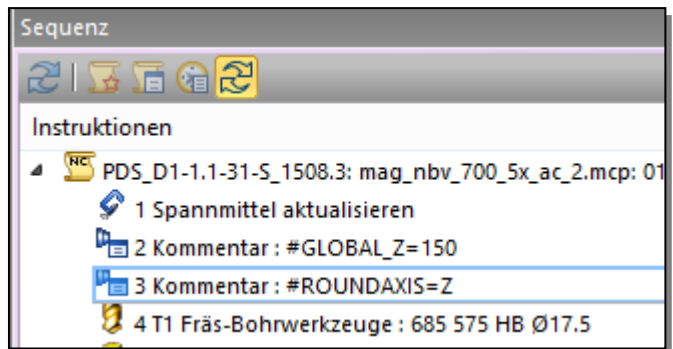 Sequenz
Instruktionen
NC PDS_D1-1.1-31-S_1508.3: mag_nbv_700_5x_ac_2.mcp: 01
1 Spannmittel aktualisieren
2 Kommentar : #GLOBAL_Z=150
3 Kommentar : #ROUNDAXIS=Z
4 T1 Fräs-Bohrwerkzeuge : 685 575 HB Ø17.5